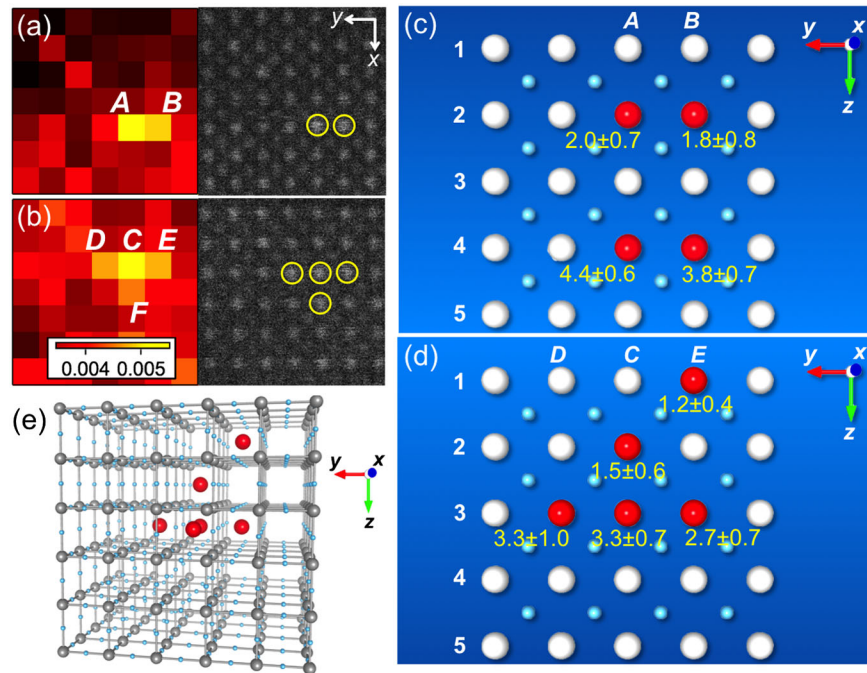 (a)
A B
y
x
(b)
D C E
F
0.004 0.005
(c)
A B
1
2
3
4
5
2.0±0.7 1.8±0.8
4.4±0.6 3.8±0.7
y x
z
(d)
D C E
1
2
3
4
5
1.2±0.4
1.5±0.6
3.3±1.0 3.3±0.7 2.7±0.7
y x
z
(e)
y x
z